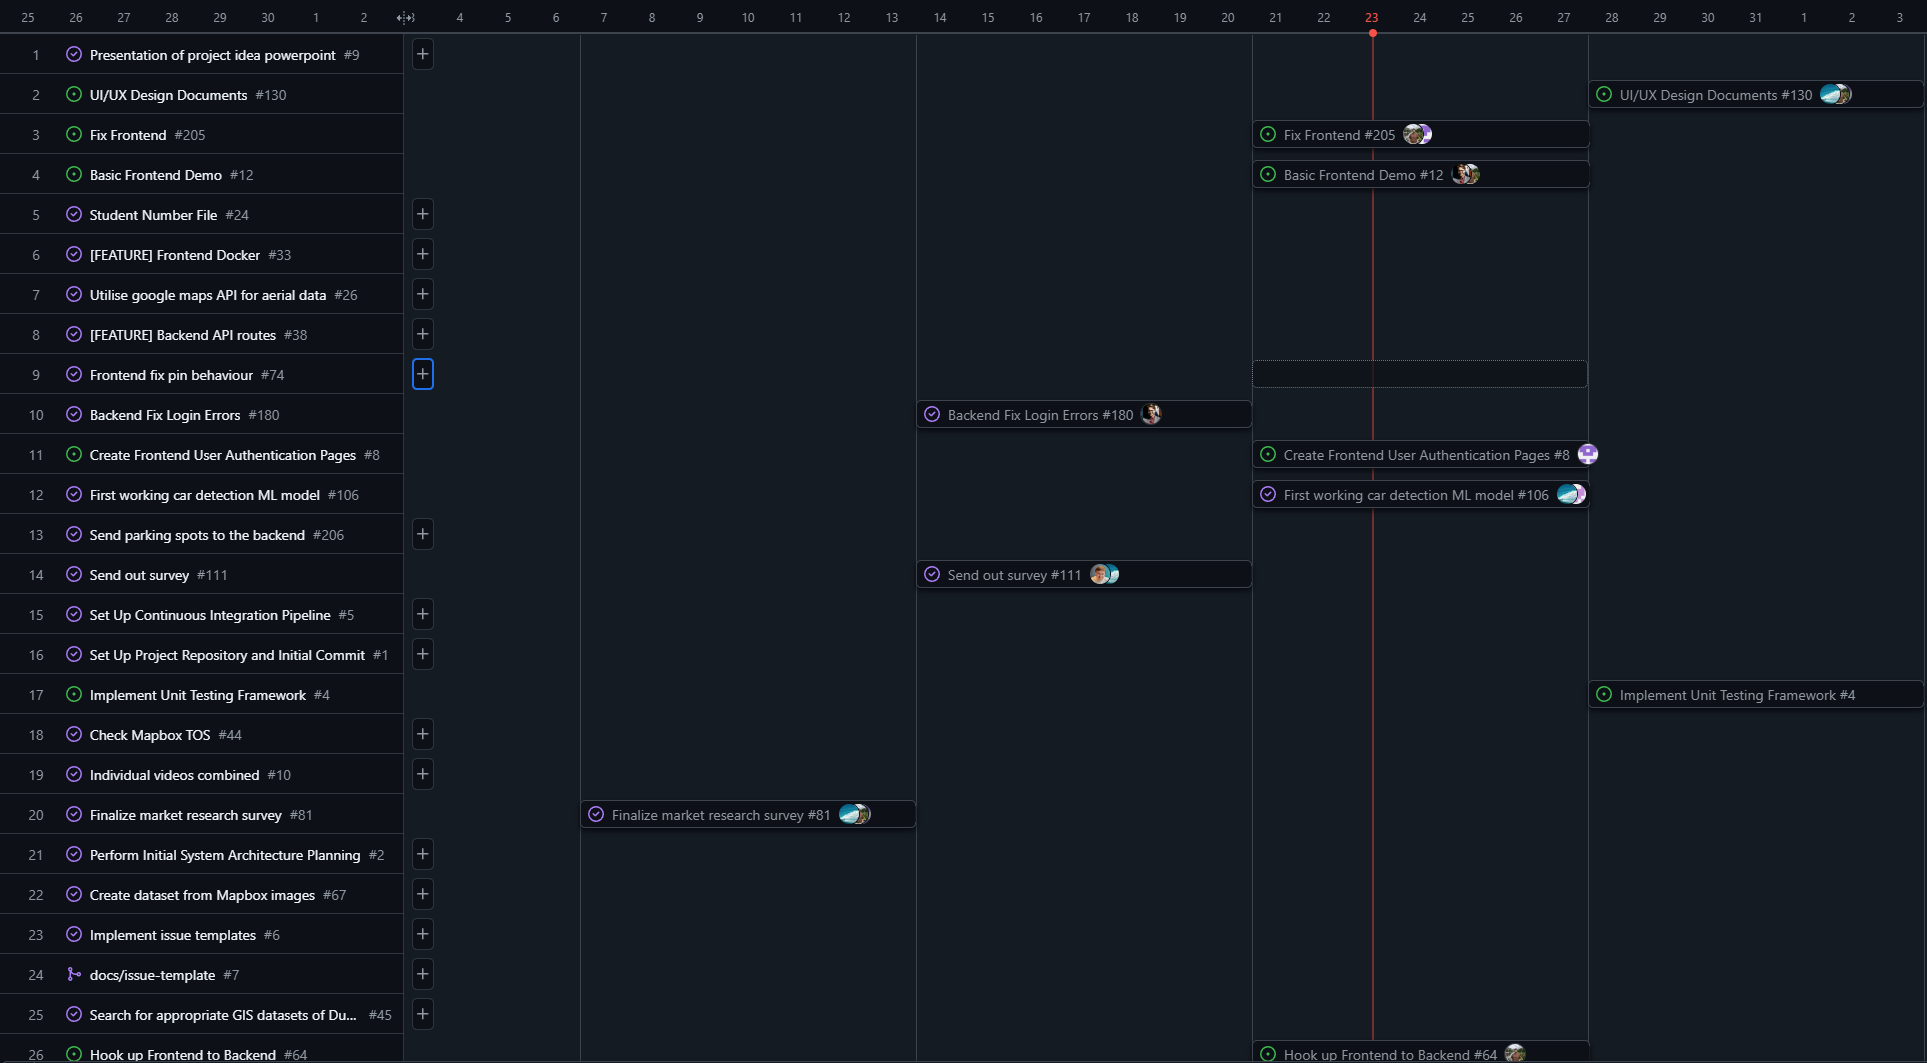 25 26 27 28 29 30 1 2 3 4 5 6 7 8 9 10 11 12 13 14 15 16 17 18 19 20 21 22 23 24 25 26 27 28 29 30 31 1 2 3
1 Presentation of project idea powerpoint #9
2 UI/UX Design Documents #130 UI/UX Design Documents #130
3 Fix Frontend #205 Fix Frontend #205
4 Basic Frontend Demo #12 Basic Frontend Demo #12
5 Student Number File #24
6 [FEATURE] Frontend Docker #33
7 Utilise google maps API for aerial data #26
8 [FEATURE] Backend API routes #38
9 Frontend fix pin behaviour #74
10 Backend Fix Login Errors #180 Backend Fix Login Errors #180
11 Create Frontend User Authentication Pages #8 Create Frontend User Authentication Pages #8
12 First working car detection ML model #106 First working car detection ML model #106
13 Send parking spots to the backend #206
14 Send out survey #111 Send out survey #111
15 Set Up Continuous Integration Pipeline #5
16 Set Up Project Repository and Initial Commit #1
17 Implement Unit Testing Framework #4 Implement Unit Testing Framework #4
18 Check Mapbox TOS #44
19 Individual videos combined #10
20 Finalize market research survey #81 Finalize market research survey #81
21 Perform Initial System Architecture Planning #2
22 Create dataset from Mapbox images #67
23 Implement issue templates #6
24 docs/issue-template #7
25 Search for appropriate GIS datasets of Du... #45
26 Hook up Frontend to Backend #64 Hook up Frontend to Backend #64